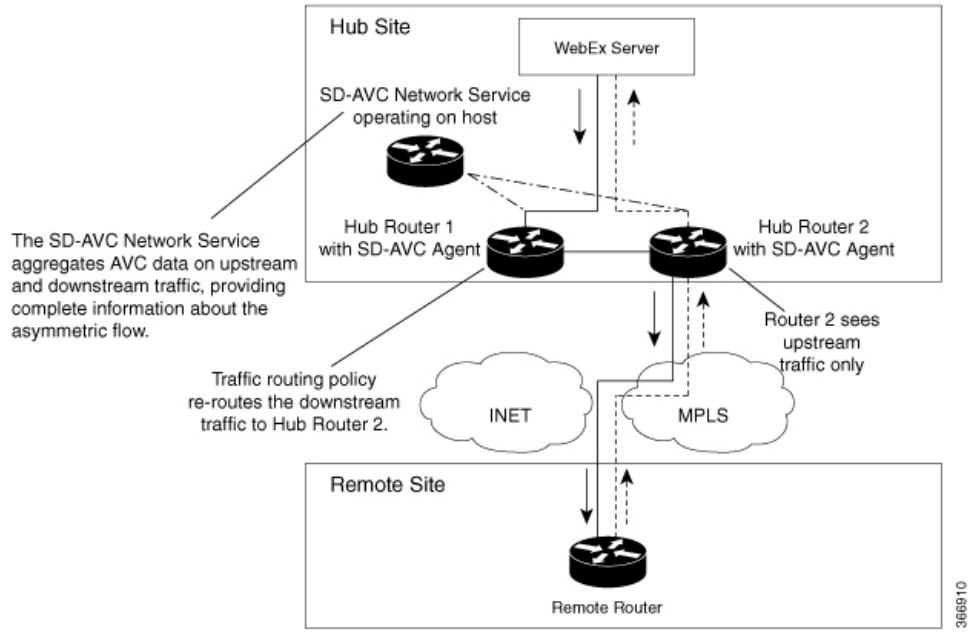 Hub Site
WebEx Server
SD-AVC Network Service
operating on host
Hub Router 1
with SD-AVC Agent
Hub Router 2
with SD-AVC Agent
The SD-AVC Network Service
aggregates AVC data on upstream
and downstream traffic, providing
complete information about the
asymmetric flow.
Router 2 sees
upstream
traffic only
Traffic routing policy
re-routes the downstream
traffic to Hub Router 2.
INET
MPLS
Remote Site
Remote Router
366910